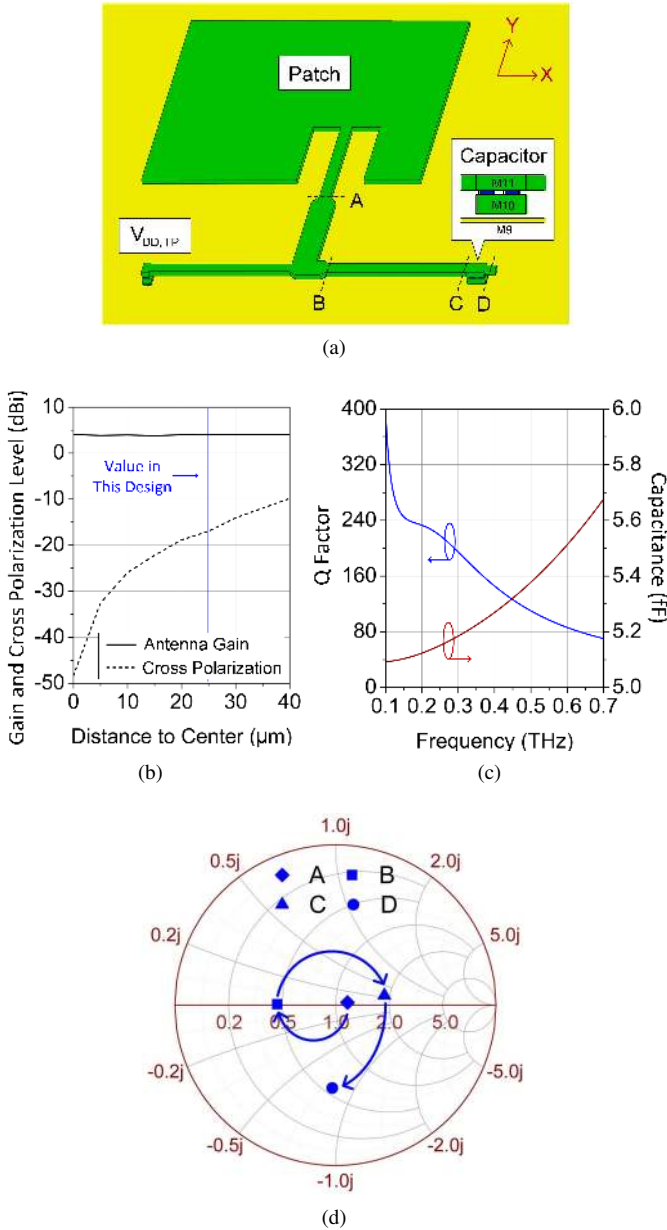 Y
Patch
X
Capacitor
M11
A
M10
V_DD,TP
M9
B
C
D
(a)
Gain and Cross Polarization Level (dBi)
10
5
0
-10
-20
-30
-40
-50
Value in
This Design
Antenna Gain
Cross Polarization
0
10
20
30
40
Distance to Center (µm)
(b)
Q Factor
400
320
240
160
80
0
6.0
5.8
5.6
5.4
5.2
5.0
Capacitance (fF)
0.1 0.2 0.3 0.4 0.5 0.6 0.7
Frequency (THz)
(c)
1.0j
0.5j
2.0j
A
B
C
D
0.2j
5.0j
0.2
0.5
1.0
2.0
5.0
-0.2j
-5.0j
-0.5j
-2.0j
-1.0j
(d)